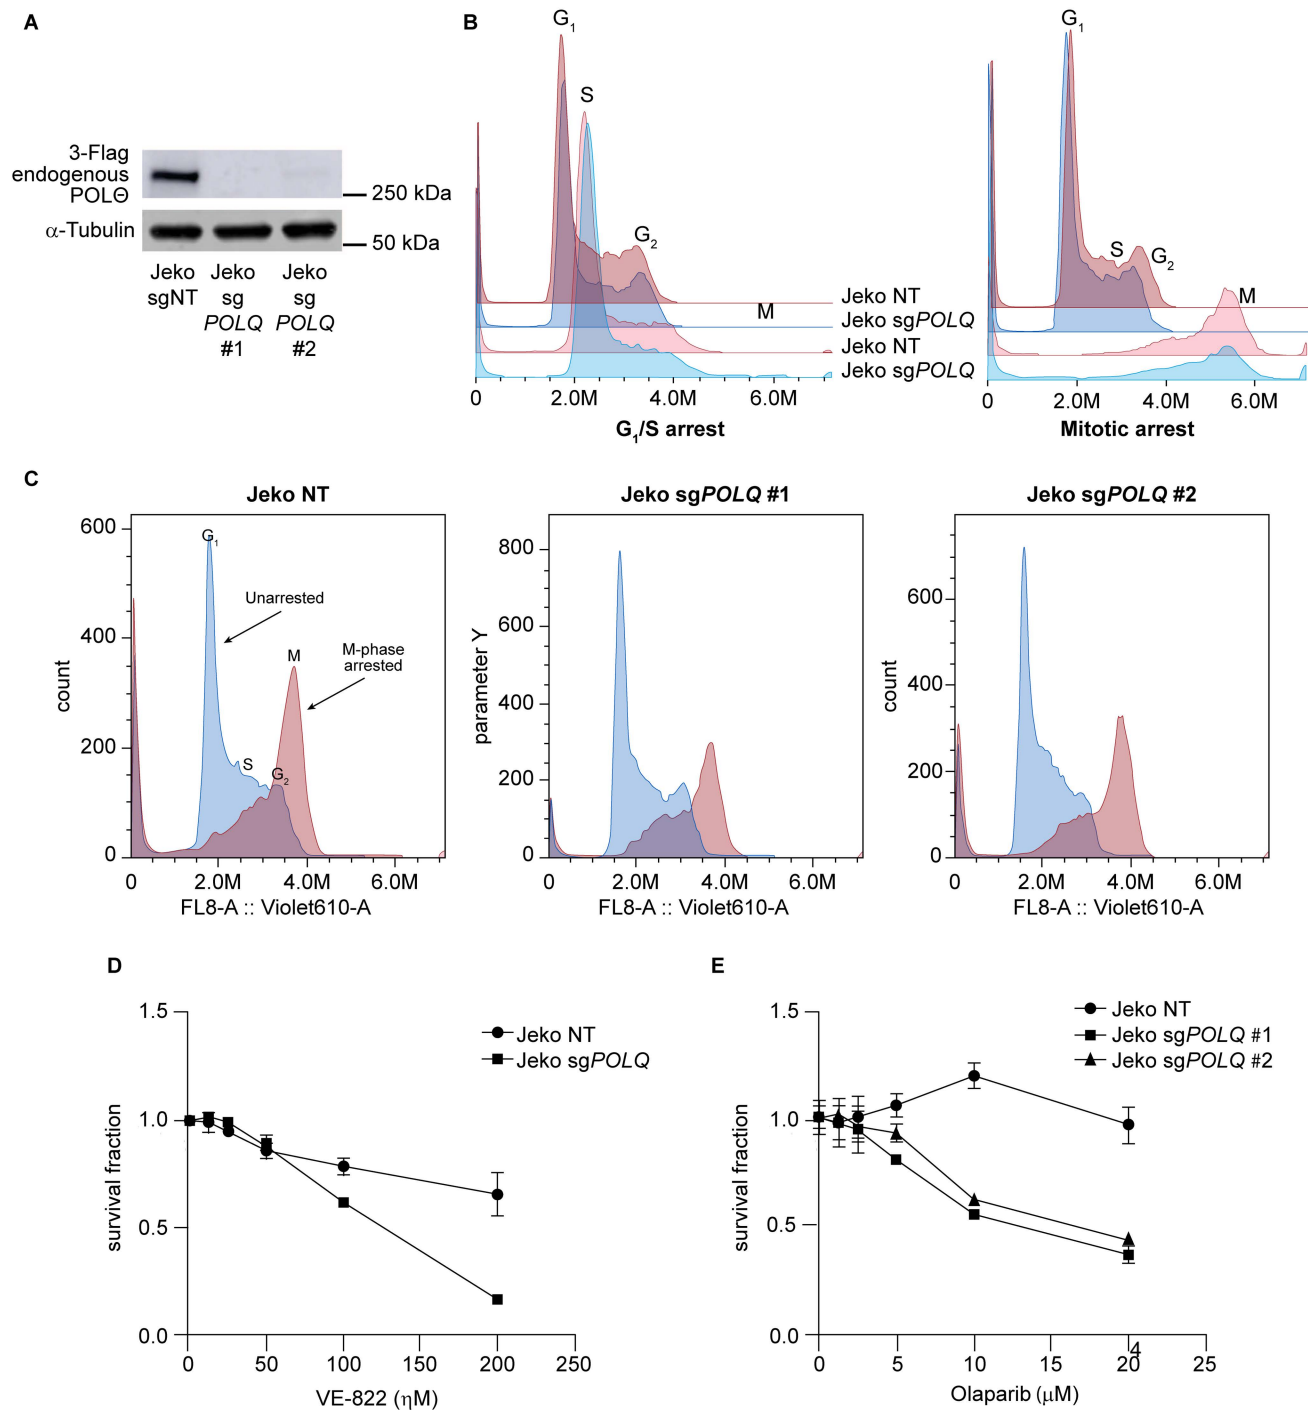 A
3-Flag
endogenous
POLΘ
250 kDa
α-Tubulin
50 kDa
Jeko
sgNT
Jeko
sg
POLQ
#1
Jeko
sg
POLQ
#2
B
G1
S
G2
M
Jeko NT
Jeko sgPOLQ
Jeko NT
Jeko sgPOLQ
0 2.0M 4.0M 6.0M
G1/S arrest
G1
S
G2
M
0 2.0M 4.0M 6.0M
Mitotic arrest
C
Jeko NT
600
400
200
0
count
G1
Unarrested
M
M-phase
arrested
S
G2
0 2.0M 4.0M 6.0M
FL8-A :: Violet610-A
Jeko sgPOLQ #1
800
600
400
200
0
parameter Y
0 2.0M 4.0M 6.0M
FL8-A :: Violet610-A
Jeko sgPOLQ #2
600
400
200
0
count
0 2.0M 4.0M 6.0M
FL8-A :: Violet610-A
D
1.5
1.0
0.5
0.0
survival fraction
Jeko NT
Jeko sgPOLQ
0 50 100 150 200 250
VE-822 (ηM)
E
1.5
1.0
0.5
0.0
survival fraction
Jeko NT
Jeko sgPOLQ #1
Jeko sgPOLQ #2
4
0 5 10 15 20 25
Olaparib (μM)